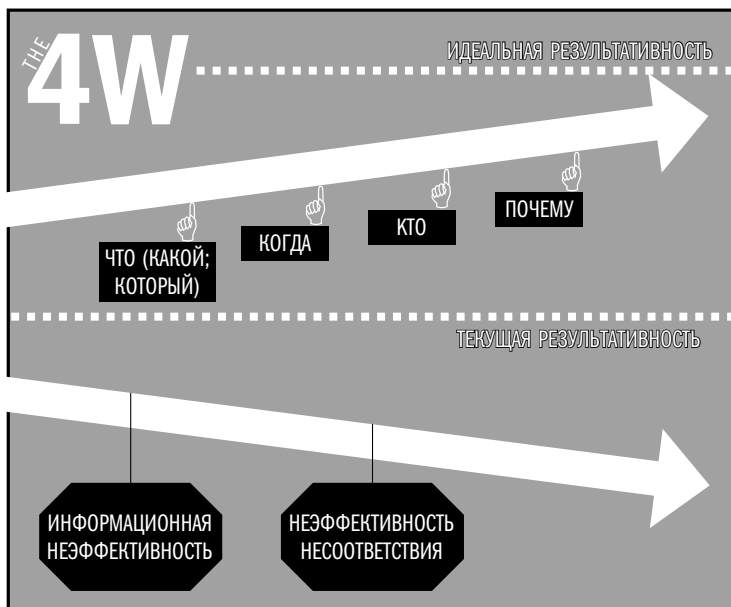 THE
4W
ИДЕАЛЬНАЯ РЕЗУЛЬТАТИВНОСТЬ
ЧТО (КАКОЙ;
КОТОРЫЙ)
КОГДА
КТО
ПОЧЕМУ
ТЕКУЩАЯ РЕЗУЛЬТАТИВНОСТЬ
ИНФОРМАЦИОННАЯ
НЕЭФФЕКТИВНОСТЬ
НЕЭФФЕКТИВНОСТЬ
НЕСООТВЕТСТВИЯ